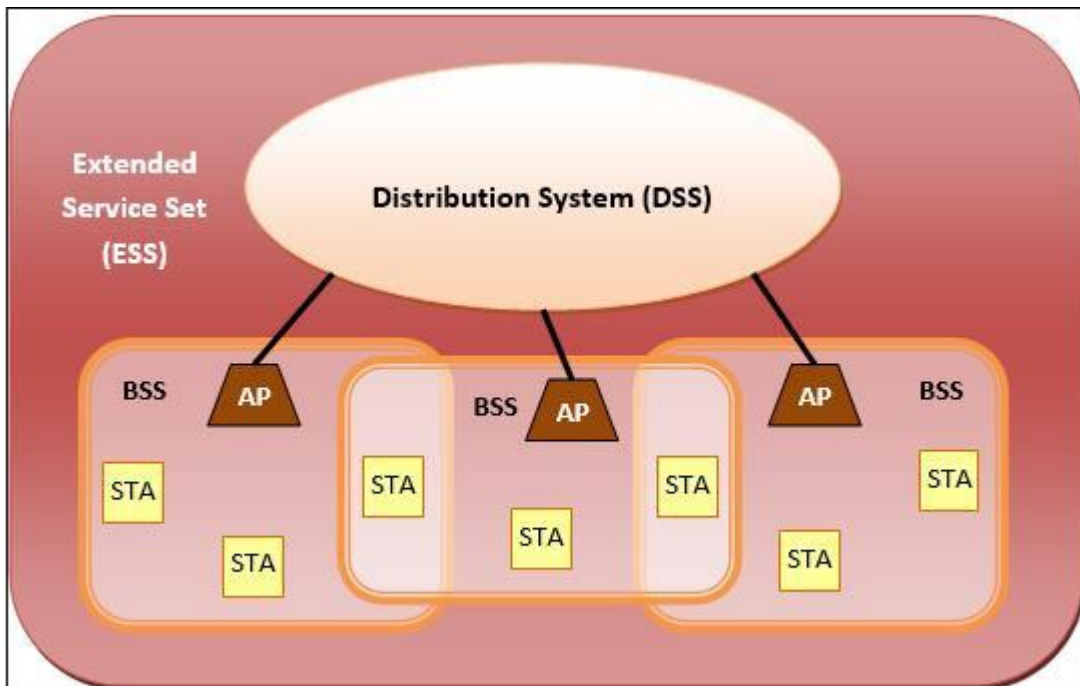 Extended
Service Set
(ESS)
Distribution System (DSS)
BSS
AP
BSS
AP
AP
BSS
STA
STA
STA
STA
STA
STA
STA